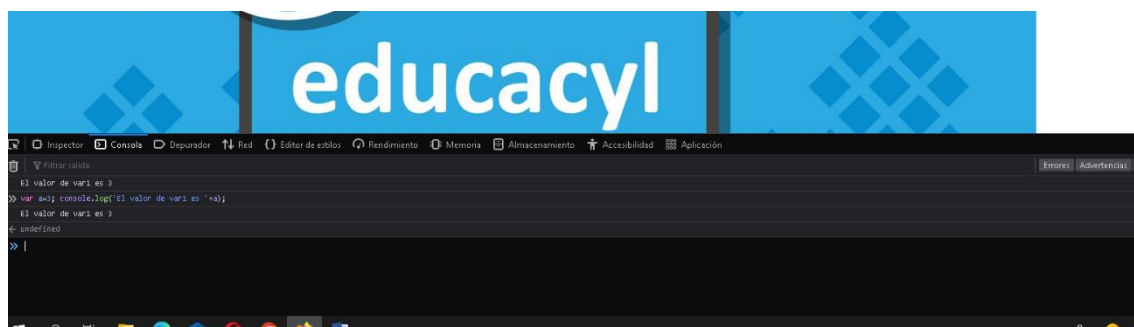 educacyl
Inspector Consola Depurador Red Editor de estilos Rendimiento Memoria Almacenamiento Accesibilidad Aplicación
Filtrar salida Errores Advertencias
El valor de var1 es 3
>> var a=3; console.log('El valor de var1 es '+a);
El valor de var1 es 3
← undefined
>>